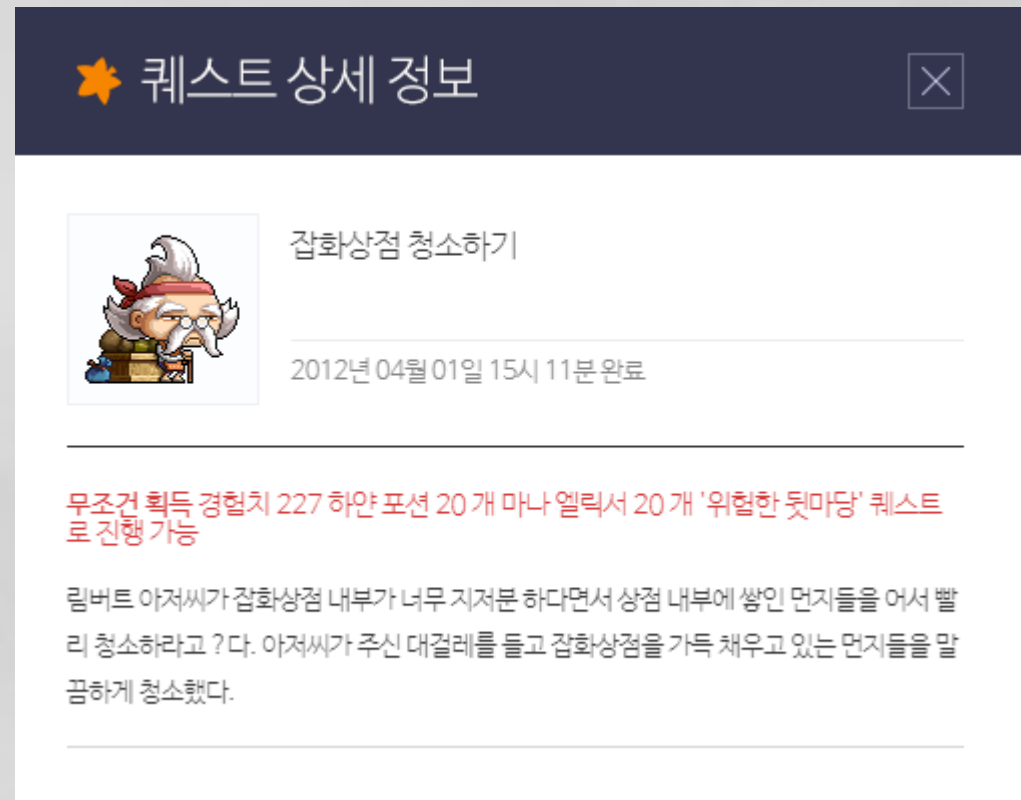 퀘스트 상세 정보
잡화상점 청소하기
2012년 04월 01일 15시 11분 완료
무조건 획득 경험치 227 하얀 포션 20 개 마나 엘릭서 20 개 '위험한 뒷마당' 퀘스트
로 진행 가능
림버트 아저씨가 잡화상점 내부가 너무 지저분 하다면서 상점 내부에 쌓인 먼지들을 어서 빨
리 청소하라고 ? 다. 아저씨가 주신 대걸레를 들고 잡화상점을 가득 채우고 있는 먼지들을 말
끔하게 청소했다.